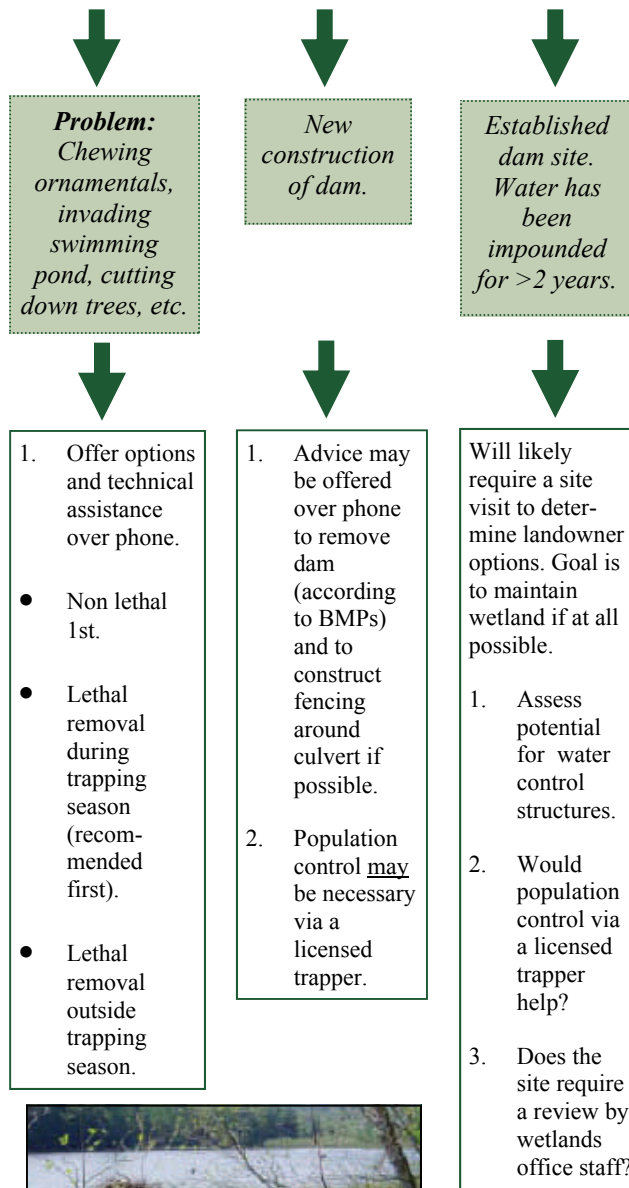 Problem:
Chewing
ornamentals,
invading
swimming
pond, cutting
down trees, etc.
New
construction
of dam.
Established
dam site.
Water has
been
impounded
for >2 years.
1. Offer options
and technical
assistance
over phone.
● Non lethal
1st.
● Lethal
removal
during
trapping
season
(recom-
mended
first).
● Lethal
removal
outside
trapping
season.
1. Advice may
be offered
over phone
to remove
dam
(according
to BMPs)
and to
construct
fencing
around
culvert if
possible.
2. Population
control may
be necessary
via a
licensed
trapper.
Will likely
require a site
visit to deter-
mine landowner
options. Goal is
to maintain
wetland if at all
possible.
1. Assess
potential
for water
control
structures.
2. Would
population
control via
a licensed
trapper
help?
3. Does the
site require
a review by
wetlands
office staff?